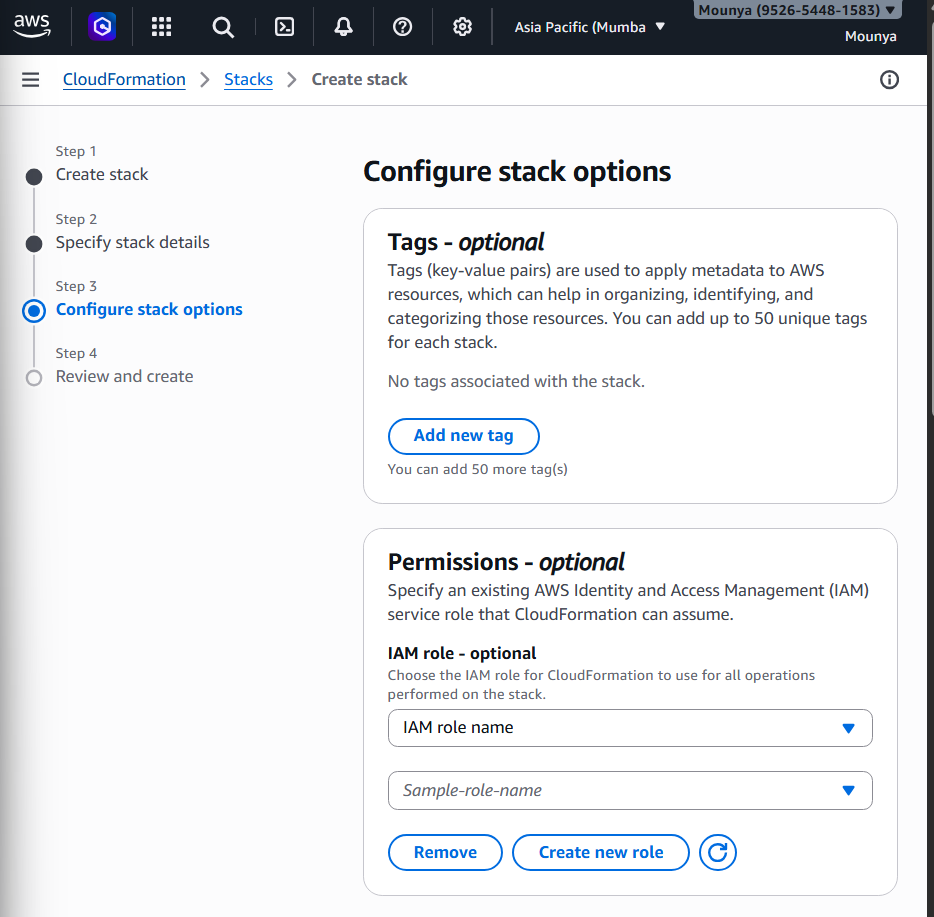 aws
Asia Pacific (Mumba
Mounya (9526-5448-1583)
Mounya
CloudFormation
Stacks
Create stack
Step 1
Create stack
Step 2
Specify stack details
Step 3
Configure stack options
Step 4
Review and create
Configure stack options
Tags - optional
Tags (key-value pairs) are used to apply metadata to AWS
resources, which can help in organizing, identifying, and
categorizing those resources. You can add up to 50 unique tags
for each stack.
No tags associated with the stack.
Add new tag
You can add 50 more tag(s)
Permissions - optional
Specify an existing AWS Identity and Access Management (IAM)
service role that CloudFormation can assume.
IAM role - optional
Choose the IAM role for CloudFormation to use for all operations
performed on the stack.
IAM role name
Sample-role-name
Remove
Create new role